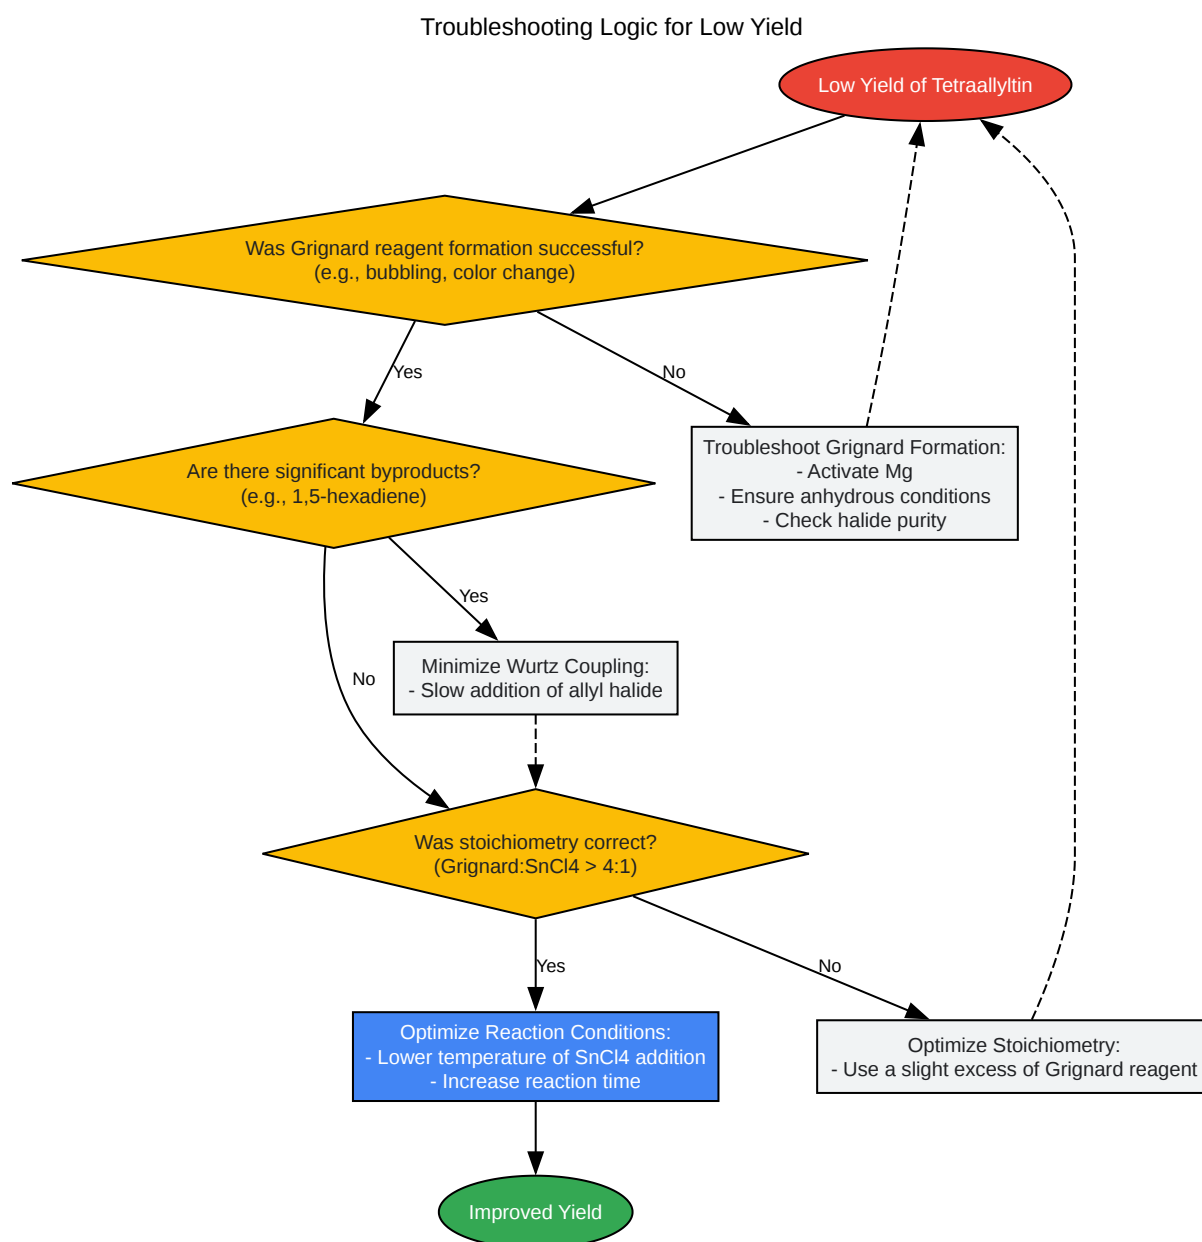 Troubleshooting Logic for Low Yield
Low Yield of Tetraallyltin
Was Grignard reagent formation successful?
(e.g., bubbling, color change)
Yes
No
Troubleshoot Grignard Formation:
- Activate Mg
- Ensure anhydrous conditions
- Check halide purity
Are there significant byproducts?
(e.g., 1,5-hexadiene)
Yes
No
Minimize Wurtz Coupling:
- Slow addition of allyl halide
Was stoichiometry correct?
(Grignard:SnCl4 > 4:1)
Yes
No
Optimize Reaction Conditions:
- Lower temperature of SnCl4 addition
- Increase reaction time
Optimize Stoichiometry:
- Use a slight excess of Grignard reagent
Improved Yield